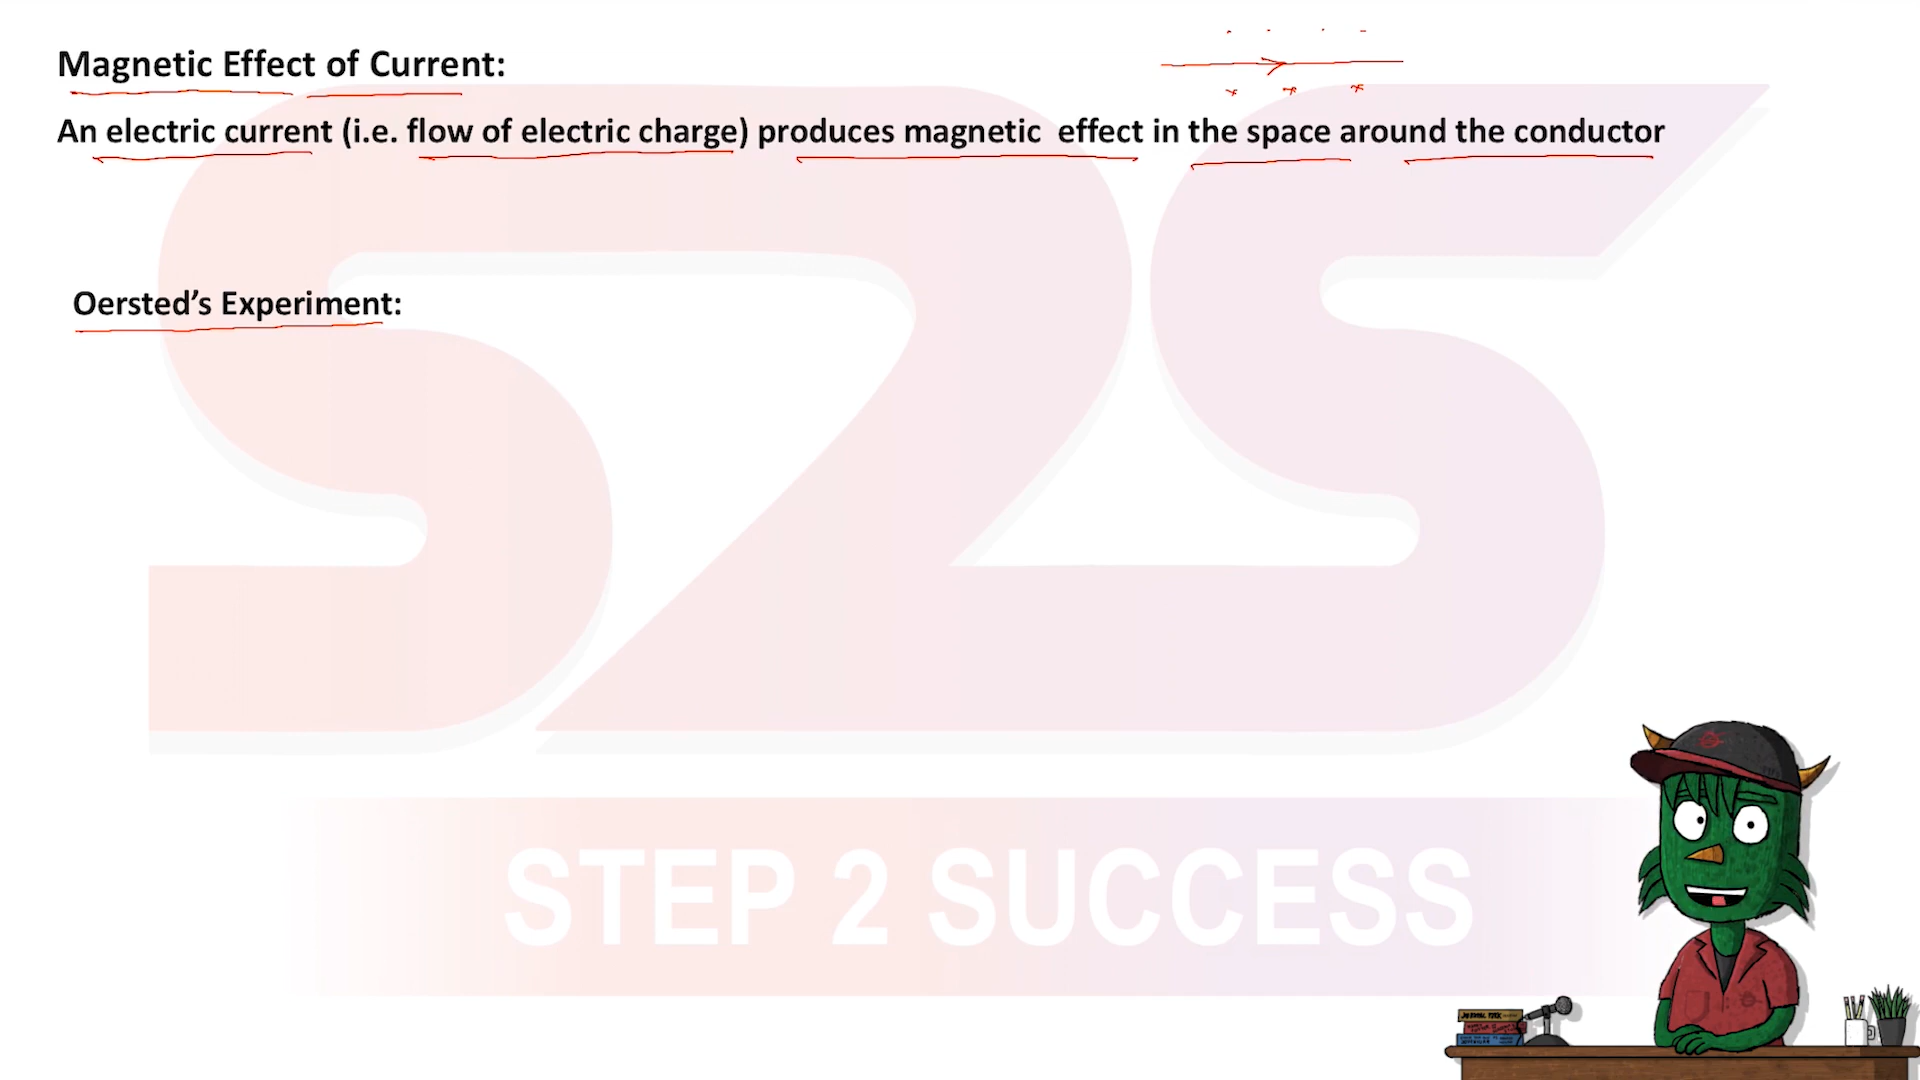 Magnetic Effect of Current:
An electric current (i.e. flow of electric charge) produces magnetic effect in the space around the conductor
Oersted’s Experiment:
S2S
STEP 2 SUCCESS